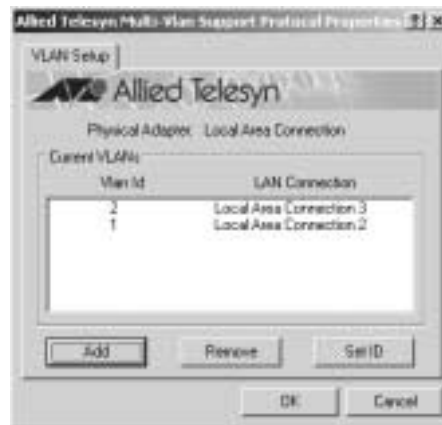 Allied Telesyn Multi-Vlan Support Protocol Properties
VLAN Setup
Allied Telesyn
Physical Adapter: Local Area Connection
Current VLANs
Vlan Id LAN Connection
2 Local Area Connection 3
1 Local Area Connection 2
Add Remove Set ID
OK Cancel